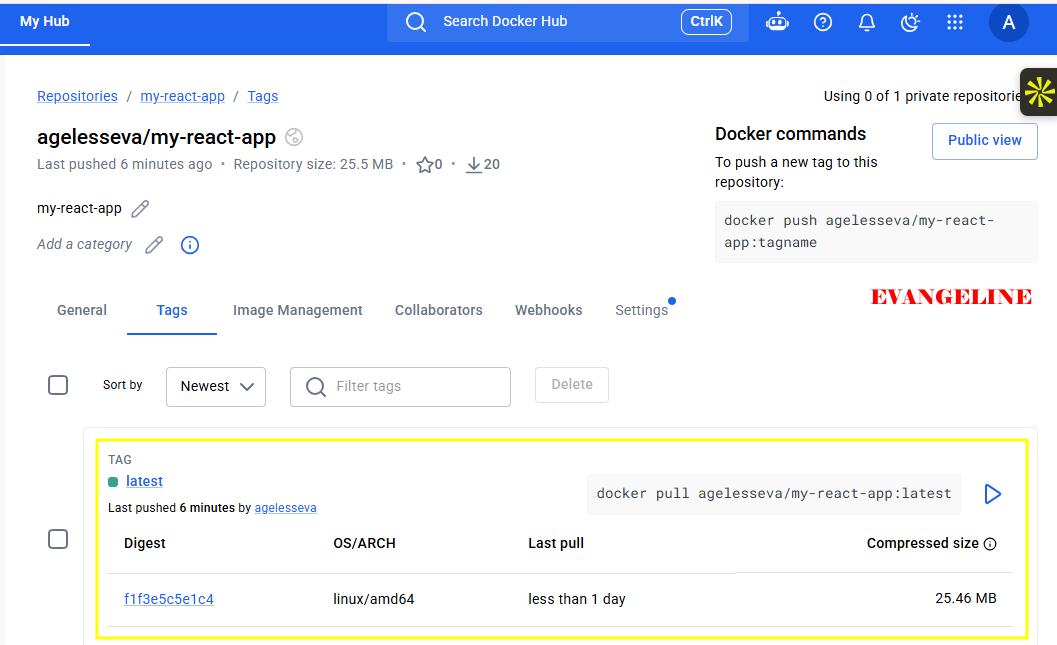 My Hub
Search Docker Hub
CtrlK
A
Repositories / my-react-app / Tags
Using 0 of 1 private repositorie
agelesseva/my-react-app
Last pushed 6 minutes ago • Repository size: 25.5 MB • 0 • 20
my-react-app
Add a category
Docker commands
Public view
To push a new tag to this
repository:
docker push agelesseva/my-react-
app:tagname
EVANGELINE
General Tags Image Management Collaborators Webhooks Settings
Sort by Newest Filter tags Delete
TAG
latest
docker pull agelesseva/my-react-app:latest
Last pushed 6 minutes by agelesseva
Digest OS/ARCH Last pull Compressed size
f1f3e5c5e1c4 linux/amd64 less than 1 day 25.46 MB